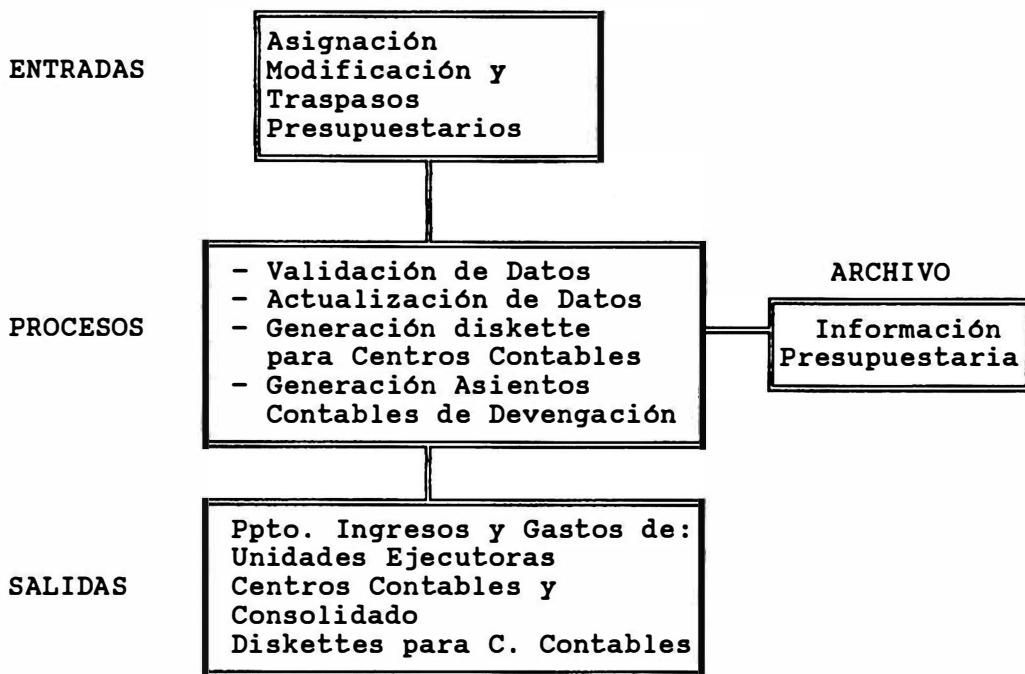 ENTRADAS
Asignación
Modificación y
Traspasos
Presupuestarios
PROCESOS
- Validación de Datos
- Actualización de Datos
- Generación diskette
para Centros Contables
- Generación Asientos
Contables de Devengación
ARCHIVO
Información
Presupuestaria
SALIDAS
Ppto. Ingresos y Gastos de:
Unidades Ejecutoras
Centros Contables y
Consolidado
Diskettes para C. Contables